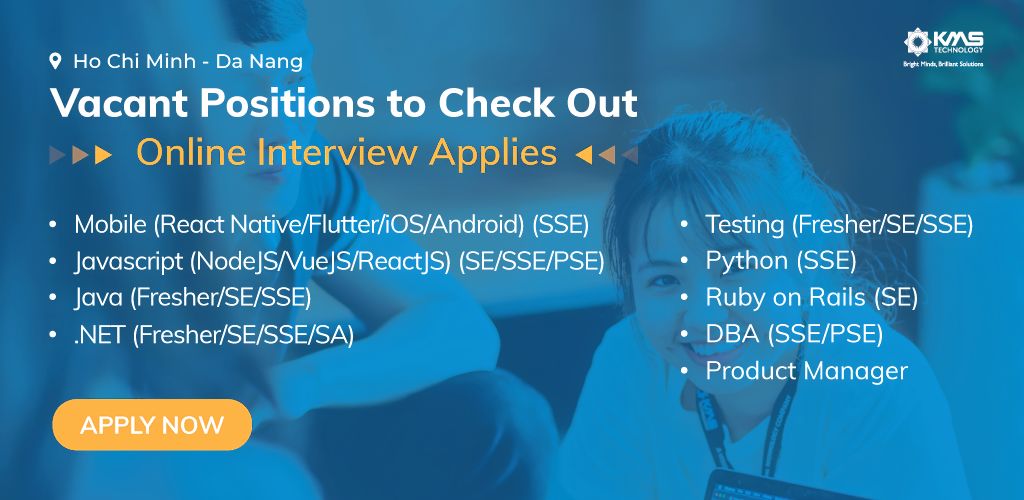 Ho Chi Minh - Da Nang
KMS
TECHNOLOGY
Bright Minds, Brilliant Solutions
Vacant Positions to Check Out
Online Interview Applies
• Mobile (React Native/Flutter/iOS/Android) (SSE)
• Javascript (NodeJS/VueJS/ReactJS) (SE/SSE/PSE)
• Java (Fresher/SE/SSE)
• .NET (Fresher/SE/SSE/SA)
• Testing (Fresher/SE/SSE)
• Python (SSE)
• Ruby on Rails (SE)
• DBA (SSE/PSE)
• Product Manager
APPLY NOW